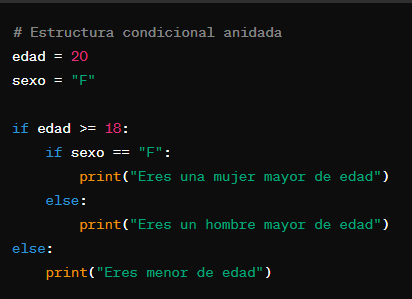 # Estructura condicional anidada
edad = 20
sexo = "F"

if edad >= 18:
    if sexo == "F":
        print("Eres una mujer mayor de edad")
    else:
        print("Eres un hombre mayor de edad")
else:
    print("Eres menor de edad")